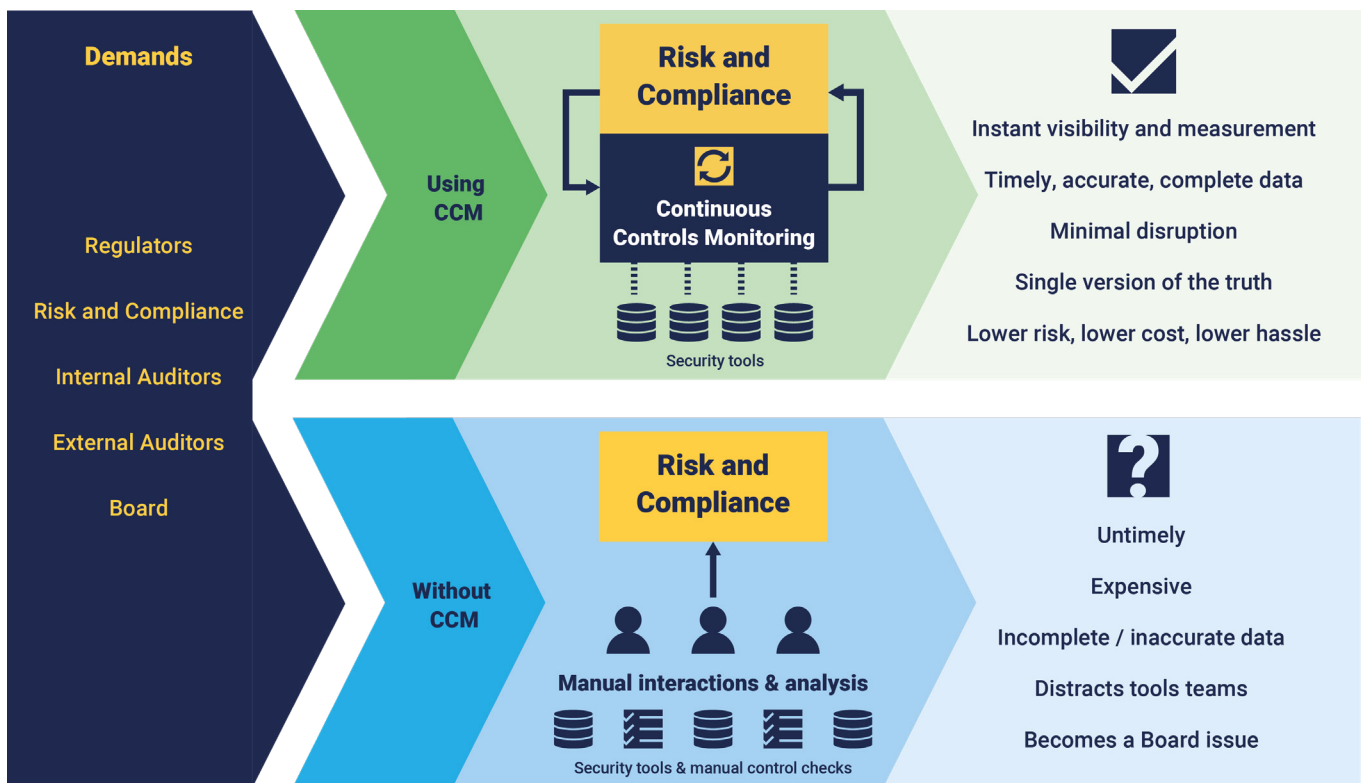 Demands
Regulators
Risk and Compliance
Internal Auditors
External Auditors
Board
Using
CCM
Risk and
Compliance
Continuous
Controls Monitoring
Security tools
Instant visibility and measurement
Timely, accurate, complete data
Minimal disruption
Single version of the truth
Lower risk, lower cost, lower hassle
Without
CCM
Risk and
Compliance
Manual interactions & analysis
Security tools & manual control checks
?
Untimely
Expensive
Incomplete / inaccurate data
Distracts tools teams
Becomes a Board issue